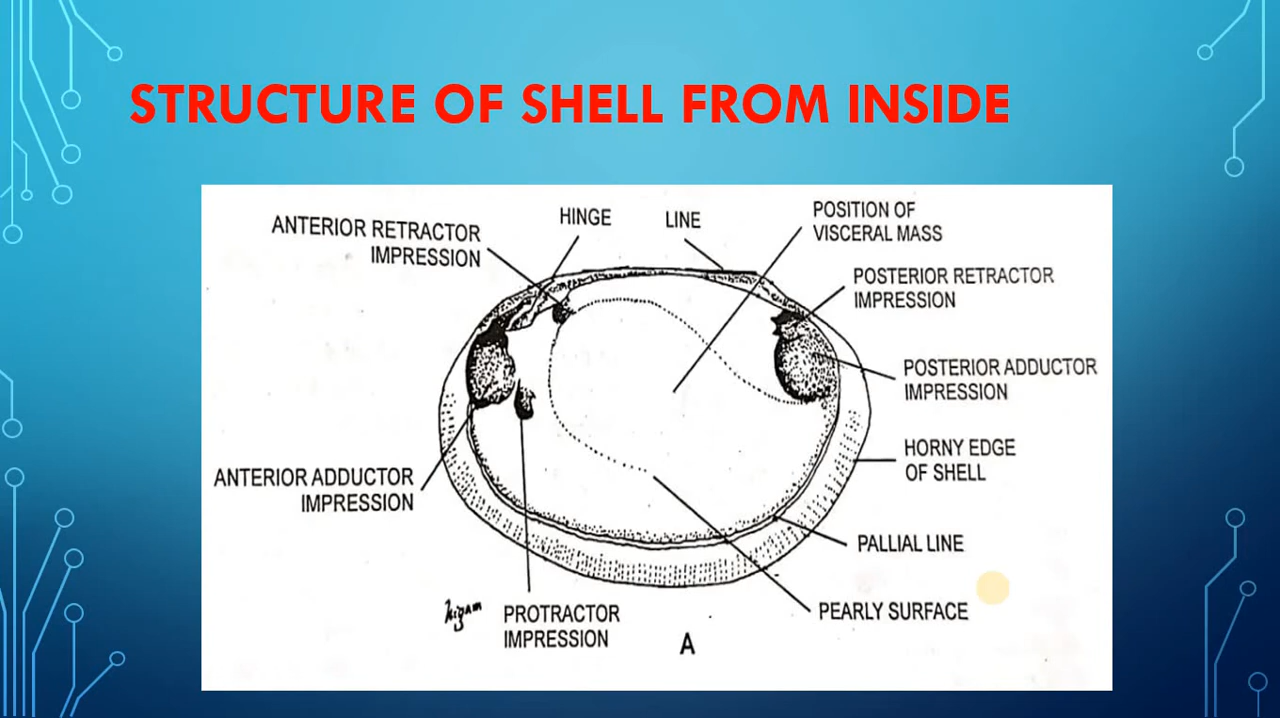 STRUCTURE OF SHELL FROM INSIDE
ANTERIOR RETRACTOR
IMPRESSION
HINGE
LINE
POSITION OF
VISCERAL MASS
POSTERIOR RETRACTOR
IMPRESSION
POSTERIOR ADDUCTOR
IMPRESSION
HORNY EDGE
OF SHELL
ANTERIOR ADDUCTOR
IMPRESSION
PALLIAL LINE
PROTRACTOR
IMPRESSION
PEARLY SURFACE
A